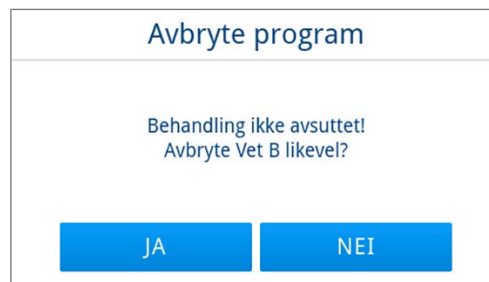 Avbryte program
Behandling ikke avsuttet!
Avbryte Vet B likevel?
JA
NEI